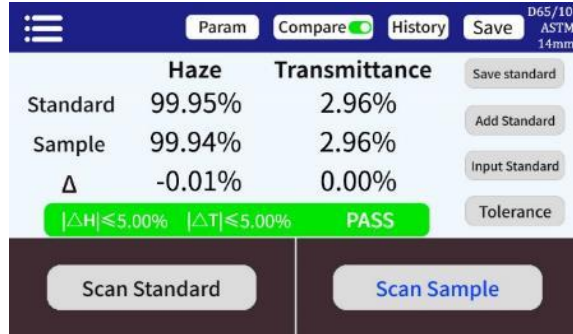 Param Compare History Save D65/10
ASTM
14mm
Haze Transmittance
Standard 99.95% 2.96%
Sample 99.94% 2.96%
Δ -0.01% 0.00%
|△H|≤5.00% |△T|≤5.00% PASS
Save standard
Add Standard
Input Standard
Tolerance
Scan Standard
Scan Sample